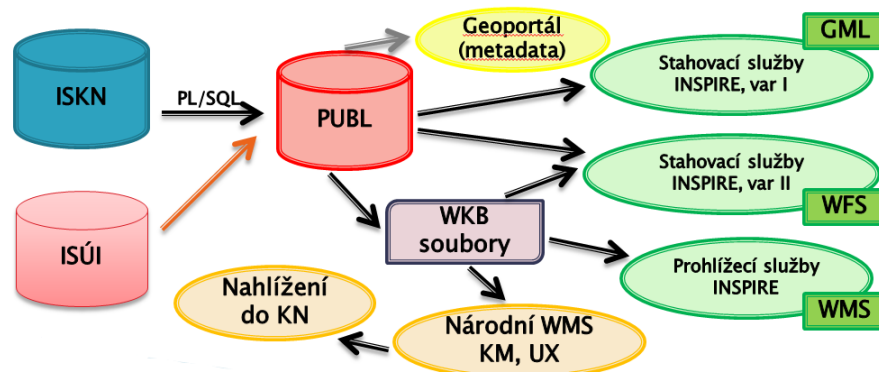 Geoportál
(metadata)
GML
Stahovací služby
INSPIRE, var I
ISKN
PL/SQL
PUBL
Stahovací služby
INSPIRE, var II
WFS
ISÚI
WKB
soubory
Prohlížecí služby
INSPIRE
WMS
Nahlížení
do KN
Národní WMS
KM, UX